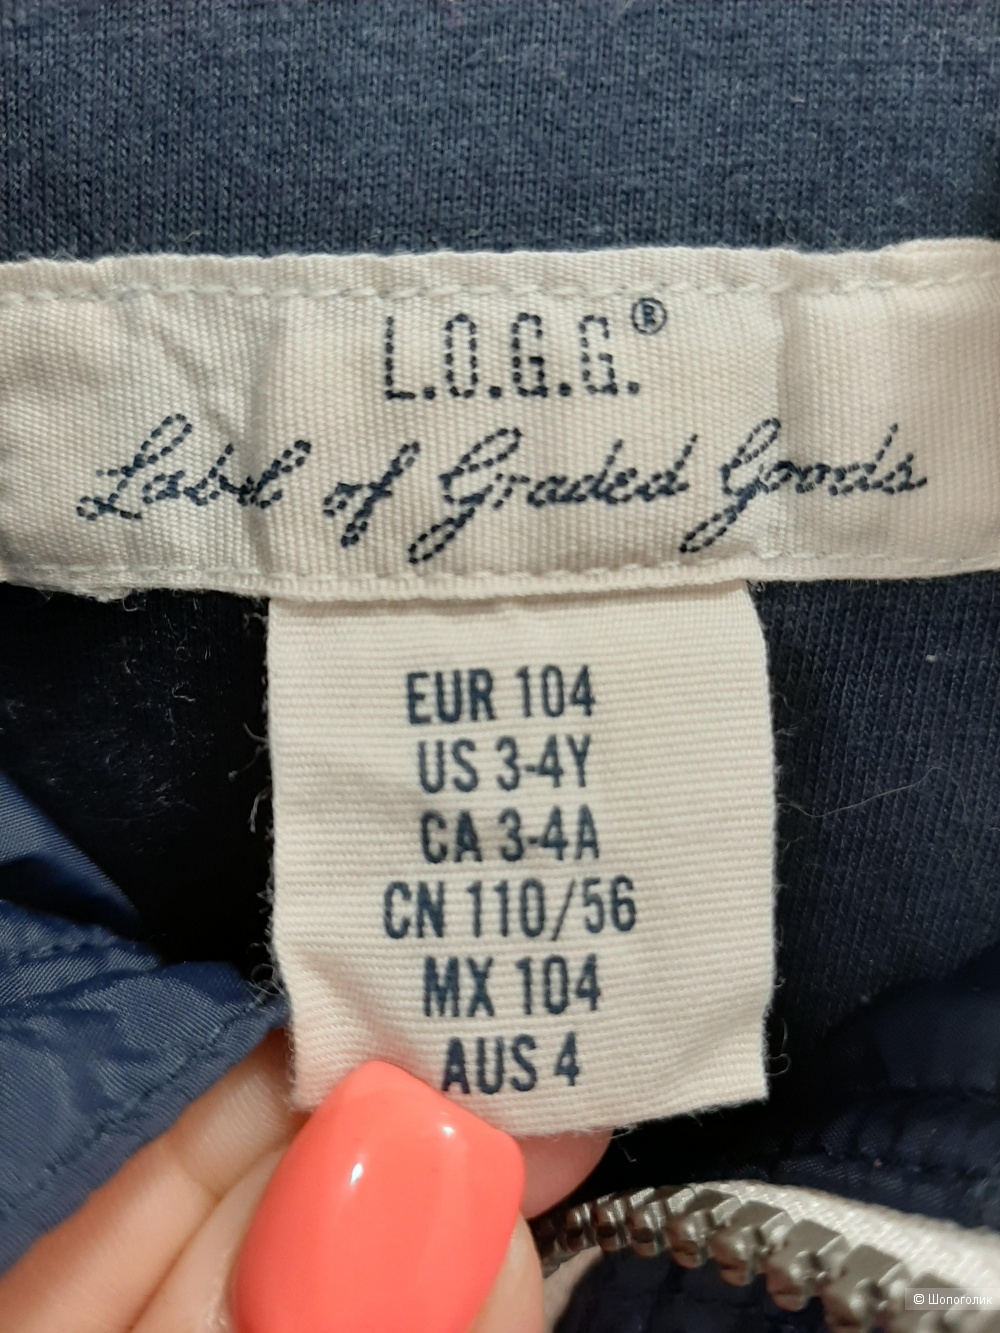 L.O.G.G.®
Label of Graded Goods
EUR 104
US 3-4Y
CA 3-4A
CN 110/56
MX 104
AUS 4
© Шопоголик